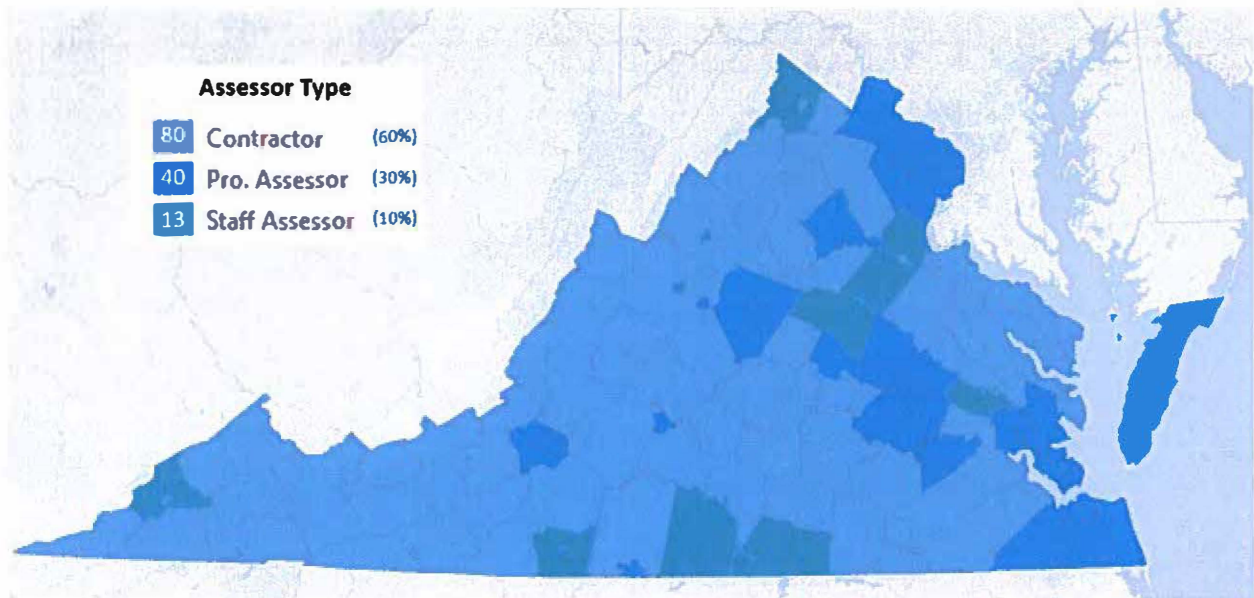 Assessor Type
80 Contractor (60%)
40 Pro. Assessor (30%)
13 Staff Assessor (10%)